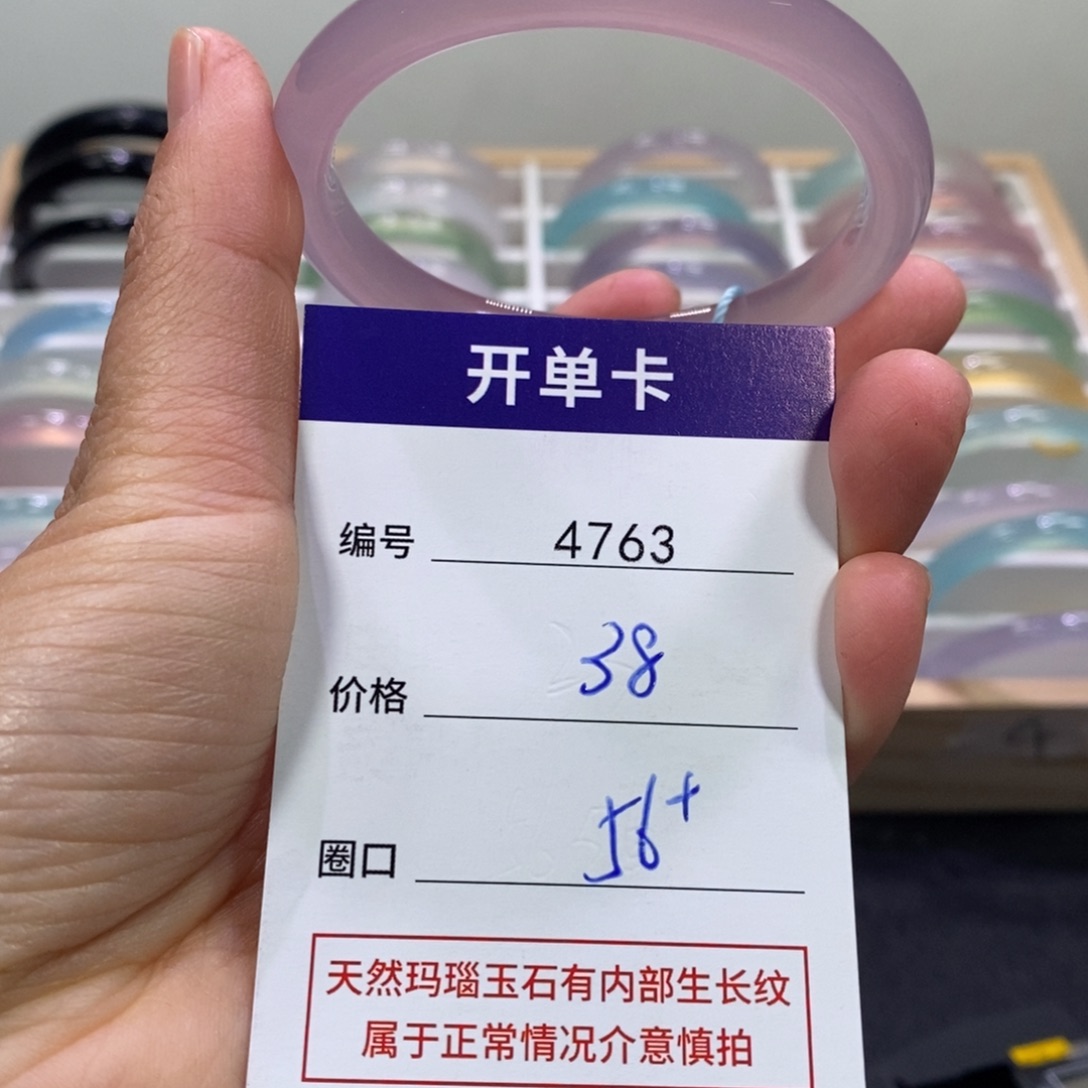 开单卡
编号 4763
价格 38
圈口 56+
天然玛瑙玉石有内部生长纹
属于正常情况介意慎拍